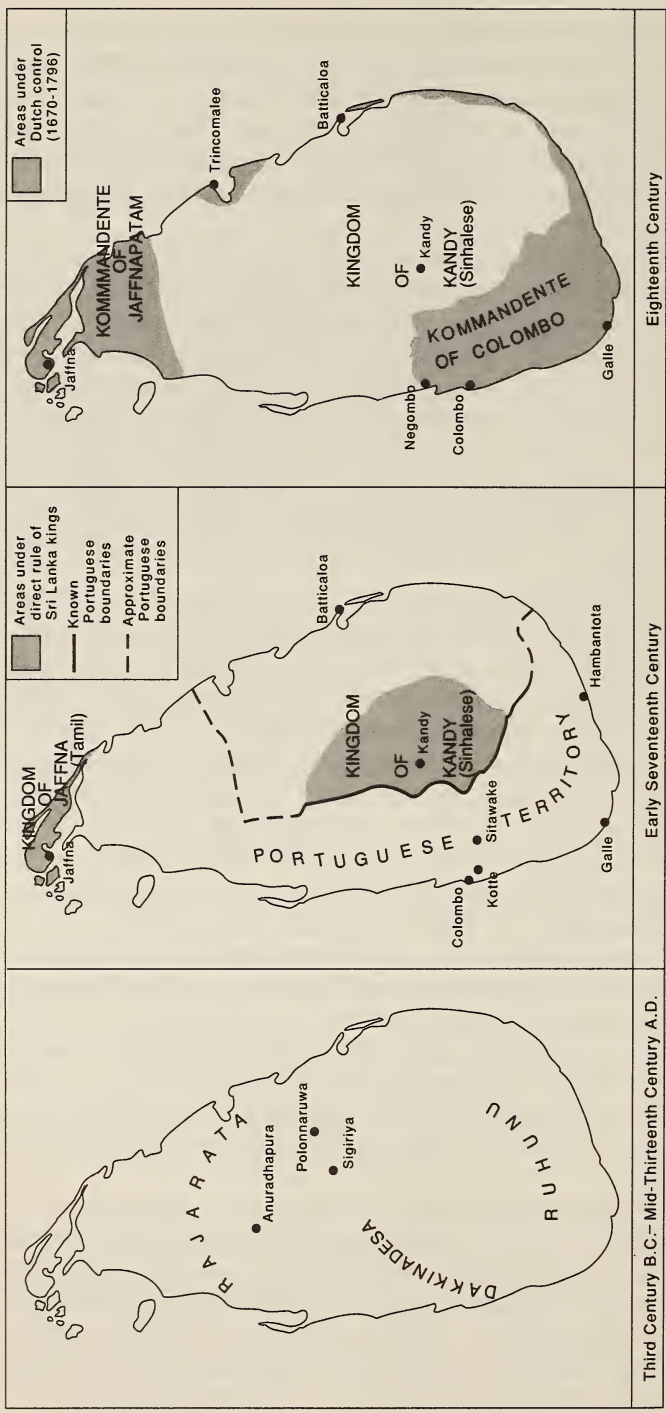 RAJARATA
Anuradhapura
Polonnaruwa
Sigiriya
DAKKINADESA
RUHUNU
Third Century B.C.– Mid-Thirteenth Century A.D.
Areas under
direct rule of
Sri Lanka kings
Known
Portuguese
boundaries
Approximate
Portuguese
boundaries
KINGDOM
OF
JAFFNA
(Tamil)
Jaffna
Batticaloa
KINGDOM
OF
Kandy
KANDY
(Sinhalese)
PORTUGUESE TERRITORY
Sitawake
Colombo
Kotte
Hambantota
Galle
Early Seventeenth Century
Areas under
Dutch control
(1670-1796)
KOMMMANDENTE
OF
JAFFNAPATAM
Jaffna
Trincomalee
Batticaloa
KINGDOM
OF
Kandy
KANDY
(Sinhalese)
KOMMANDENTE
OF COLOMBO
Negombo
Colombo
Galle
Eighteenth Century